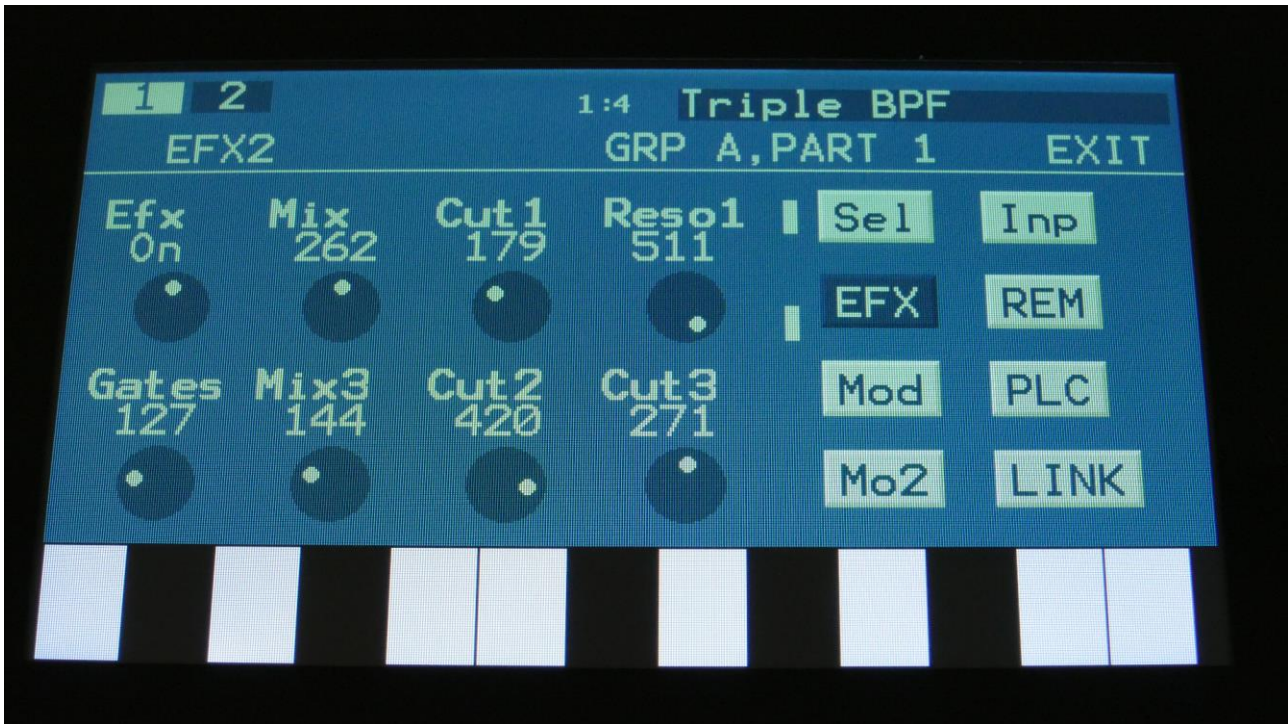 1 2 1:4 Triple BPF
EFX2 GRP A,PART 1 EXIT
Efx Mix Cut1 Reso1 Sel Inp
On 262 179 511
EFX REM
Gates Mix3 Cut2 Cut3 Mod PLC
127 144 420 271
Mo2 LINK